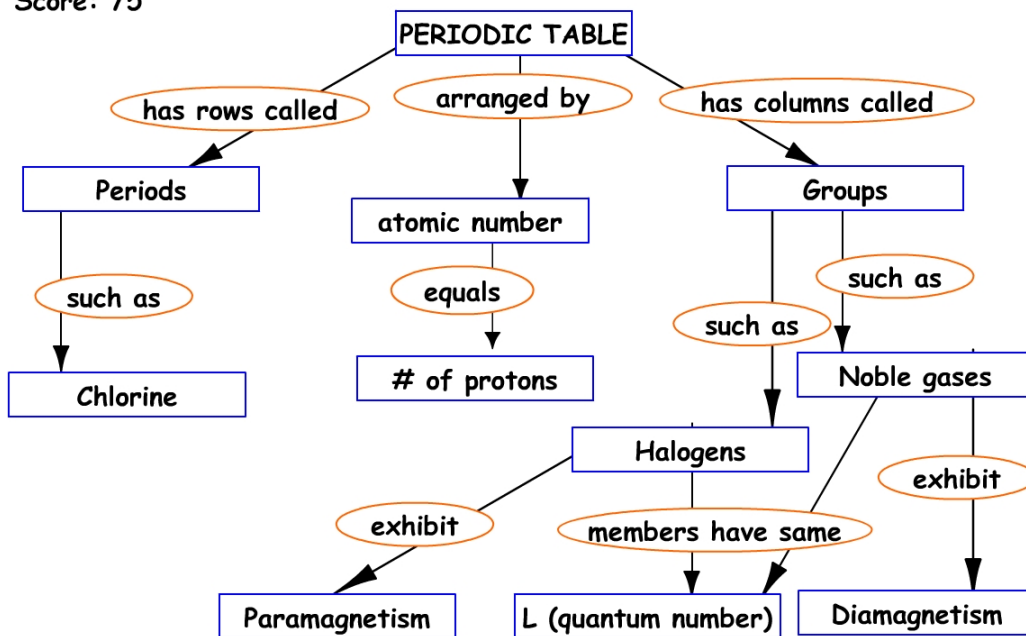 Score: 75
PERIODIC TABLE
has rows called
arranged by
has columns called
Periods
atomic number
Groups
such as
equals
such as
such as
Chlorine
# of protons
Noble gases
Halogens
exhibit
members have same
exhibit
Paramagnetism
L (quantum number)
Diamagnetism